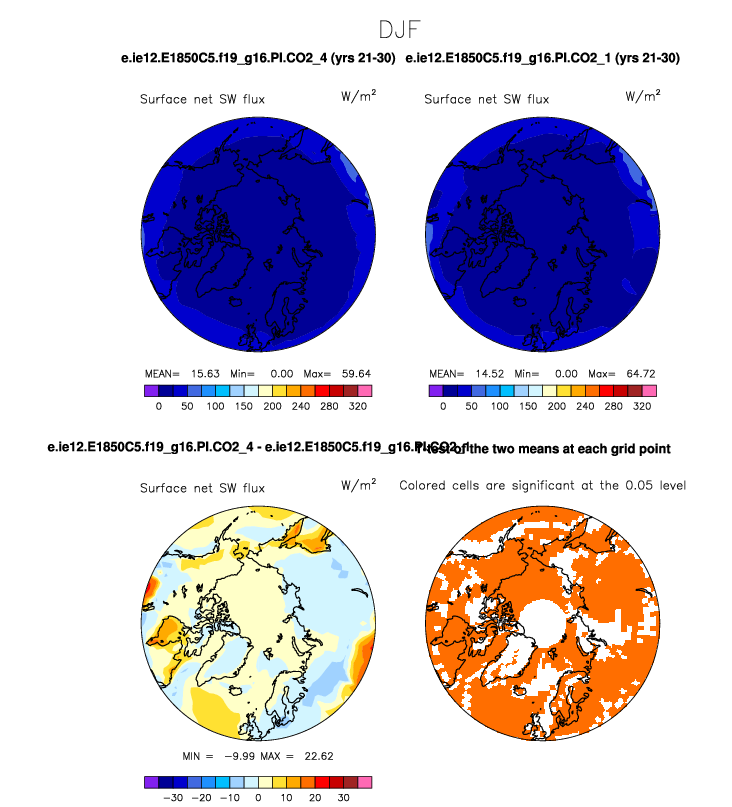 DJF
e.ie12.E1850C5.f19_g16.PI.CO2_4 (yrs 21-30) e.ie12.E1850C5.f19_g16.PI.CO2_1 (yrs 21-30)
Surface net SW flux W/m²
Surface net SW flux W/m²
MEAN= 15.63 Min= 0.00 Max= 59.64
MEAN= 14.52 Min= 0.00 Max= 64.72
0 50 100 150 200 240 280 320
0 50 100 150 200 240 280 320
e.ie12.E1850C5.f19_g16.PI.CO2_4 - e.ie12.E1850C5.f19_g16.PI.CO2_1
T-test of the two means at each grid point
Surface net SW flux W/m²
Colored cells are significant at the 0.05 level
MIN = -9.99 MAX = 22.62
-30 -20 -10 0 10 20 30